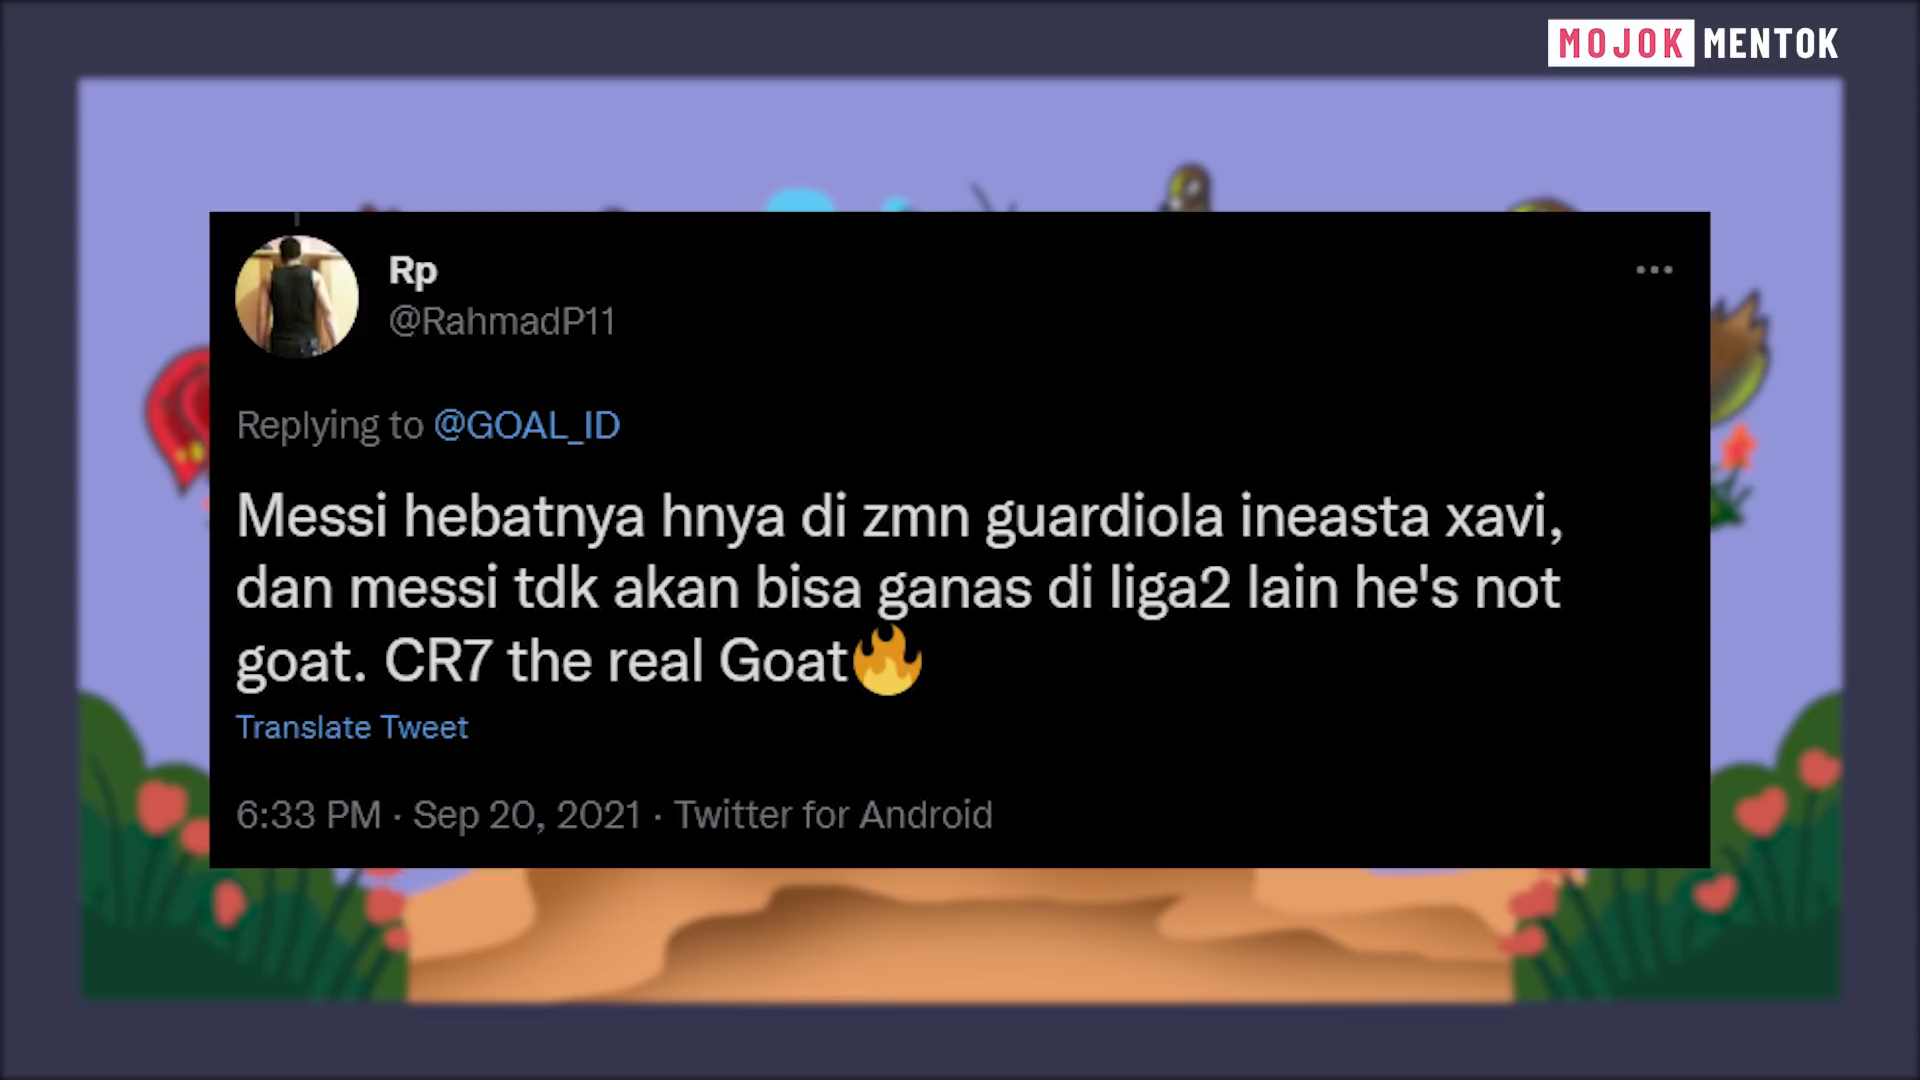 MOJOK MENTOK
Rp
@RahmadP11
Replying to @GOAL_ID
Messi hebatnya hnya di zmn guardiola ineasta xavi,
dan messi tdk akan bisa ganas di liga2 lain he's not
goat. CR7 the real Goat🔥
Translate Tweet
6:33 PM · Sep 20, 2021 · Twitter for Android